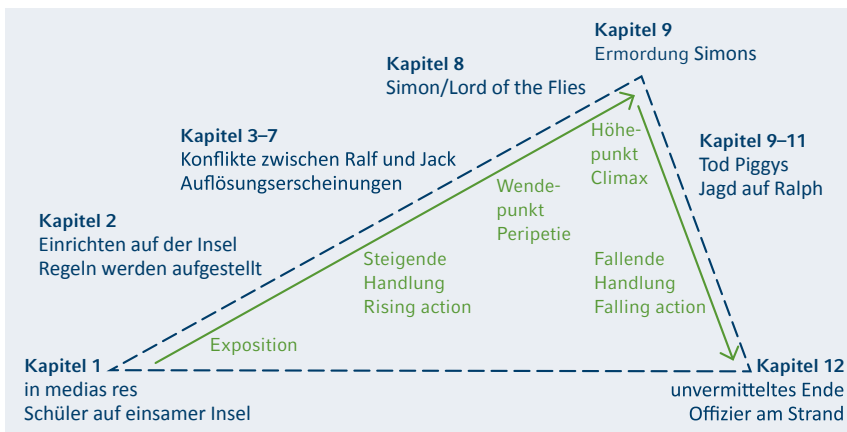 Kapitel 9
Ermordung Simons
Kapitel 8
Simon/Lord of the Flies
Kapitel 3–7
Konflikte zwischen Ralf und Jack
Auflösungserscheinungen
Höhe-
punkt
Climax
Kapitel 9–11
Tod Piggys
Jagd auf Ralph
Wende-
punkt
Peripetie
Kapitel 2
Einrichten auf der Insel
Regeln werden aufgestellt
Steigende
Handlung
Rising action
Fallende
Handlung
Falling action
Exposition
Kapitel 1
in medias res
Schüler auf einsamer Insel
Kapitel 12
unvermitteltes Ende
Offizier am Strand